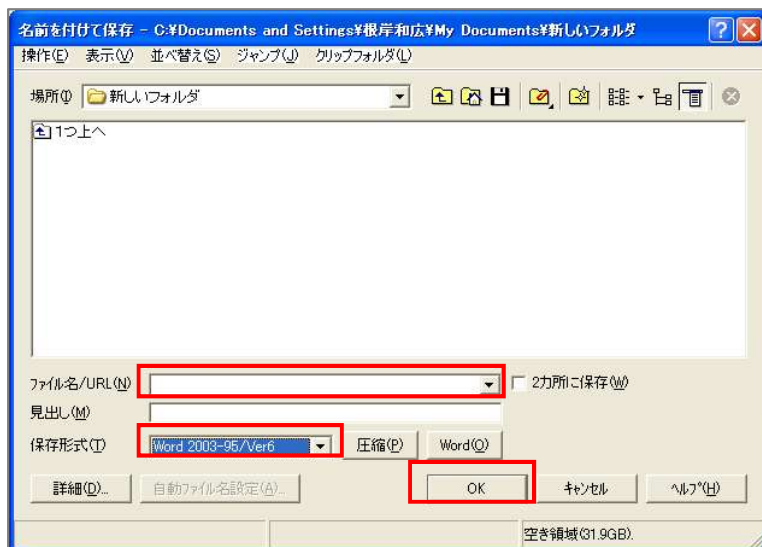 名前を付けて保存 - C:¥Documents and Settings¥根岸和広¥My Documents¥新しいフォルダ
操作(E) 表示(V) 並べ替え(S) ジャンプ(J) クリップフォルダ(L)
場所(I) 新しいフォルダ
1つ上へ
ファイル名/URL(N) 2カ所に保存(W)
見出し(M)
保存形式(T) Word 2003-95/Ver6 圧縮(P) Word(O)
詳細(D)... 自動ファイル名設定(A)... OK キャンセル ヘルプ(H)
空き領域(31.9GB).